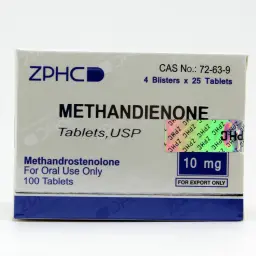 ZPHC
CAS No.: 72-63-9
4 Blisters x 25 Tablets
METHANDIENONE
Tablets,USP
Methandrostenolone
For Oral Use Only
100 Tablets
10 mg
FOR EXPORT ONLY